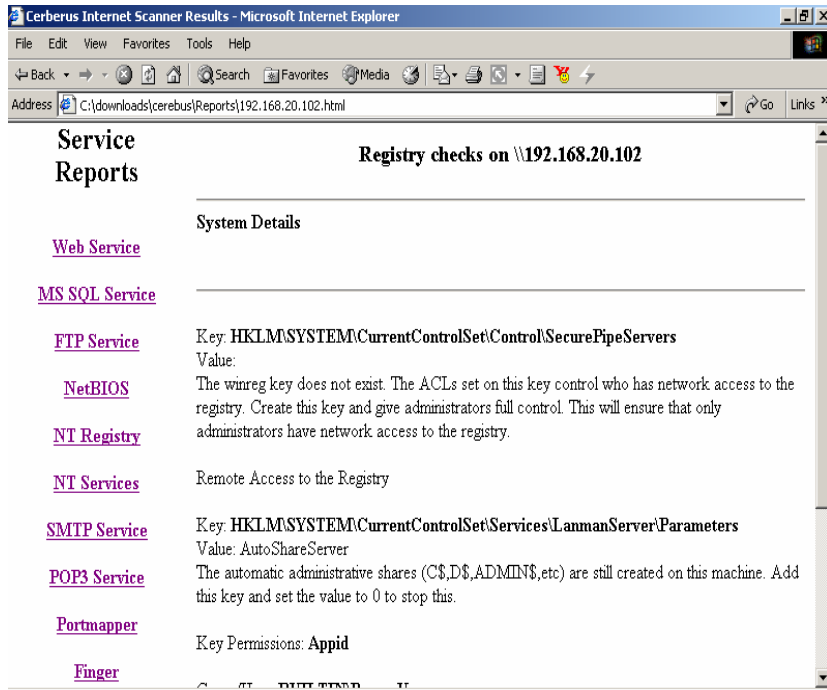 Cerberus Internet Scanner Results - Microsoft Internet Explorer
File Edit View Favorites Tools Help
Back Search Favorites Media
Address C:\downloads\cerebus\Reports\192.168.20.102.html Go Links »
Service
Reports
Web Service
MS SQL Service
FTP Service
NetBIOS
NT Registry
NT Services
SMTP Service
POP3 Service
Portmapper
Finger
Registry checks on \\192.168.20.102
System Details
Key: HKLM\SYSTEM\CurrentControlSet\Control\SecurePipeServers
Value:
The winreg key does not exist. The ACLs set on this key control who has network access to the
registry. Create this key and give administrators full control. This will ensure that only
administrators have network access to the registry.
Remote Access to the Registry
Key: HKLM\SYSTEM\CurrentControlSet\Services\LanmanServer\Parameters
Value: AutoShareServer
The automatic administrative shares (C$,D$,ADMIN$,etc) are still created on this machine. Add
this key and set the value to 0 to stop this.
Key Permissions: Appid